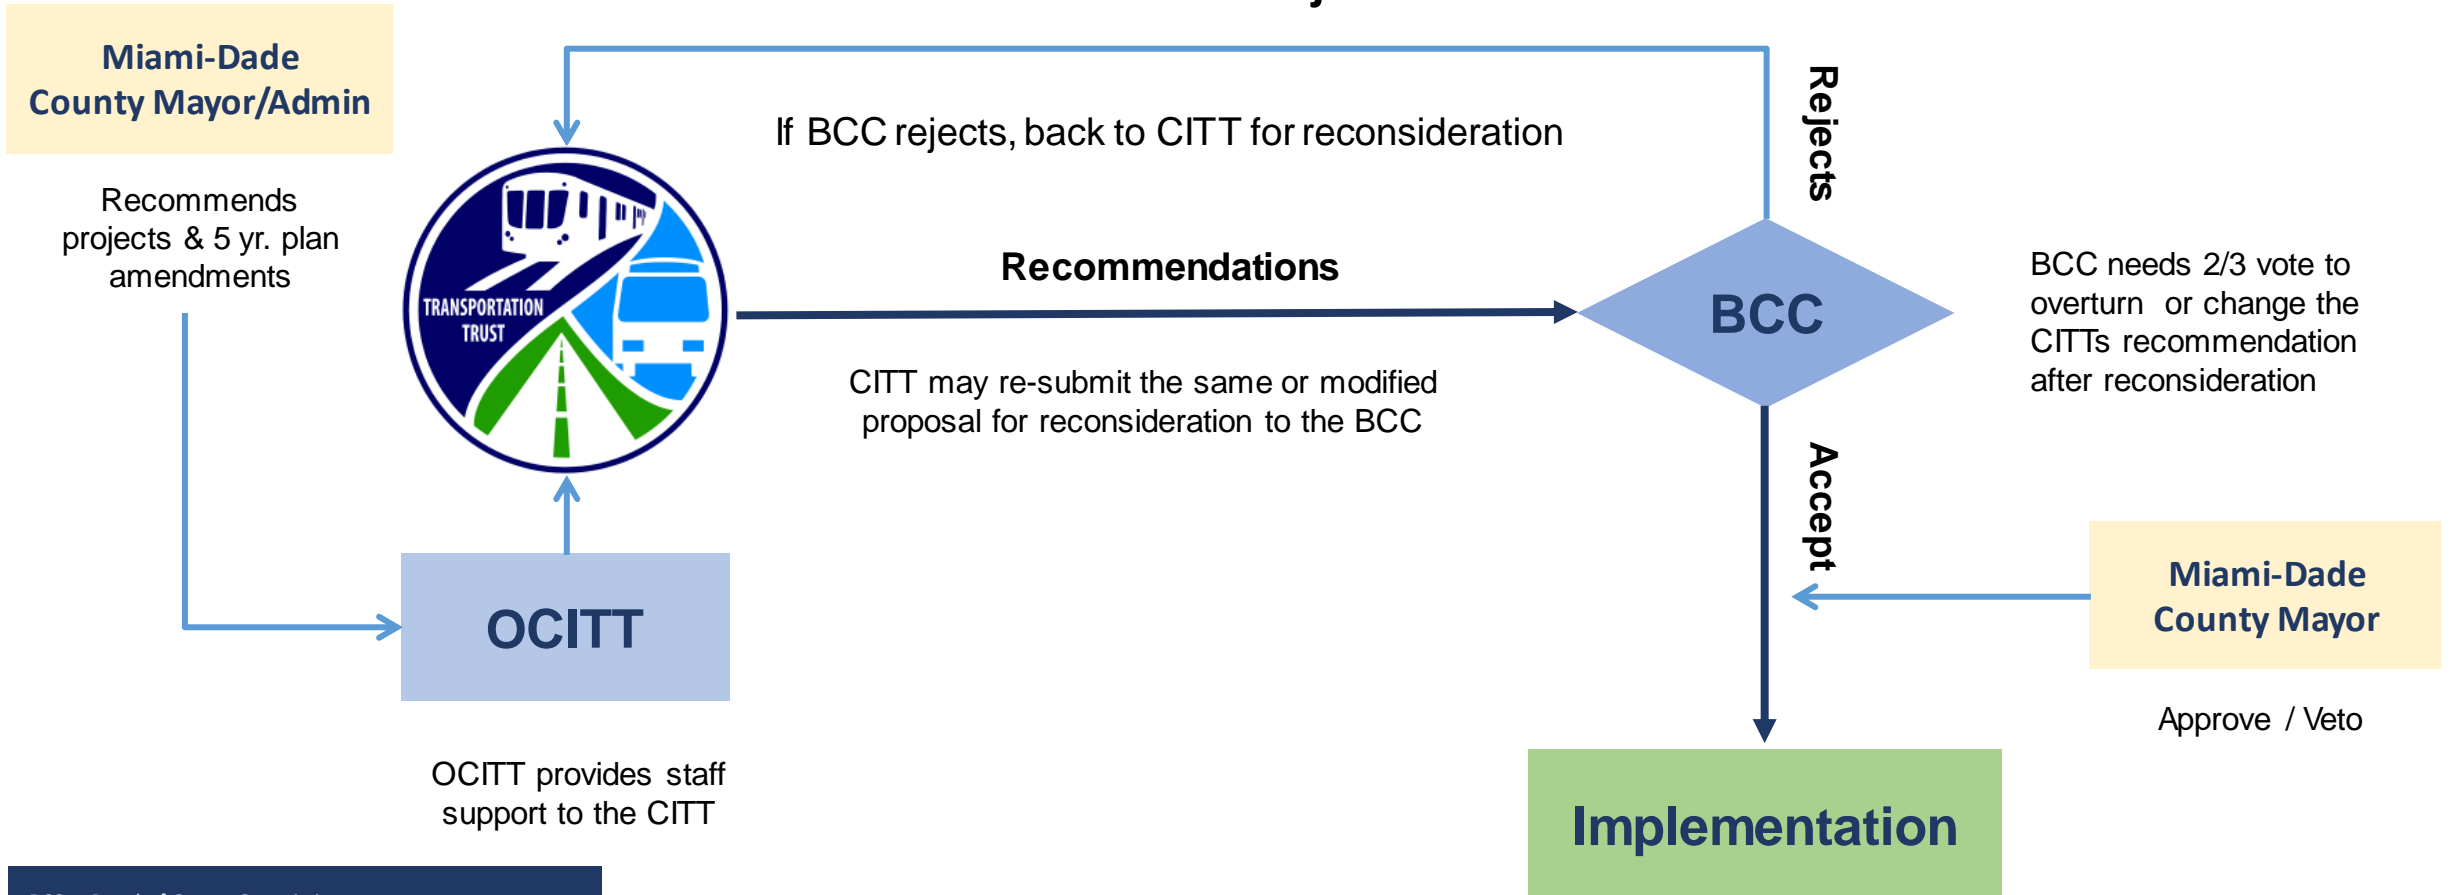 Miami-Dade
County Mayor/Admin
Recommends
projects & 5 yr. plan
amendments
If BCC rejects, back to CITT for reconsideration
Rejects
TRANSPORTATION
TRUST
Recommendations
BCC
BCC needs 2/3 vote to
overturn or change the
CITTs recommendation
after reconsideration
CITT may re-submit the same or modified
proposal for reconsideration to the BCC
Accept
OCITT
Miami-Dade
County Mayor
Approve / Veto
OCITT provides staff
support to the CITT
Implementation